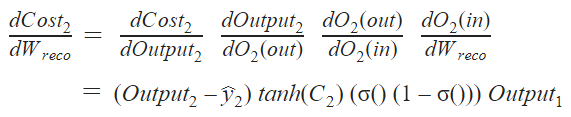 dCost₂/dW_reco = dCost₂/dOutput₂ dOutput₂/dO₂(out) dO₂(out)/dO₂(in) dO₂(in)/dW_reco
= (Output₂ – ŷ₂) tanh(C₂) (σ() (1 – σ())) Output₁